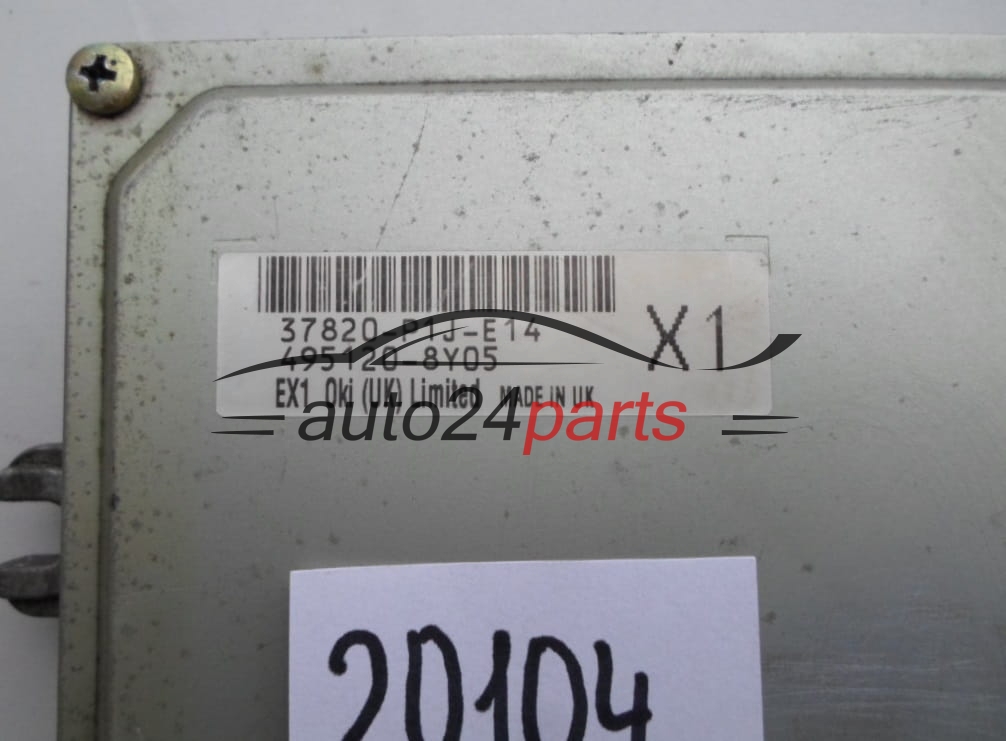 37820-P1J-E14
495120-8Y05
X1
EX1 Oki (UK) Limited MADE IN UK
auto24parts
20104